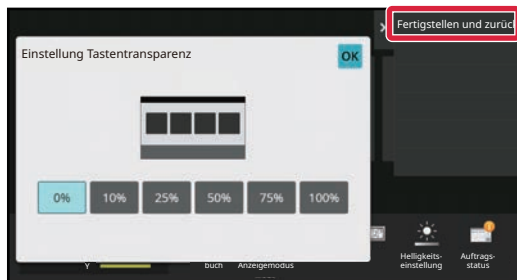 Fertigstellen und zurück
Einstellung Tastentransparenz
OK
0%
10%
25%
50%
75%
100%
Y
buch
Anzeigemodus
Helligkeits-
einstellung
Auftrags-
status